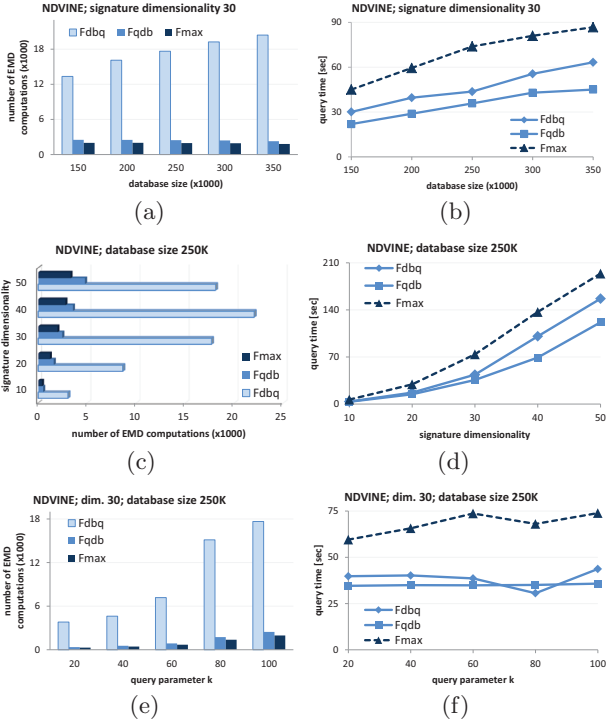 NDVINE; signature dimensionality 30
Fdbq Fqdb Fmax
number of EMD
computations (x1000)
18
12
6
0
150 200 250 300 350
database size (x1000)
(a)
NDVINE; signature dimensionality 30
query time [sec]
90
60
30
0
Fdbq
Fqdb
Fmax
150 200 250 300 350
database size (x1000)
(b)
NDVINE; database size 250K
signature dimensionality
50
40
30
20
10
Fmax
Fqdb
Fdbq
0 5 10 15 20 25
number of EMD computations (x1000)
(c)
NDVINE; database size 250K
query time [sec]
210
140
70
0
Fdbq
Fqdb
Fmax
10 20 30 40 50
signature dimensionality
(d)
NDVINE; dim. 30; database size 250K
number of EMD
computations (x1000)
18
12
6
0
Fdbq
Fqdb
Fmax
20 40 60 80 100
query parameter k
(e)
NDVINE; dim. 30; database size 250K
query time [sec]
75
50
25
0
Fdbq
Fqdb
Fmax
20 40 60 80 100
query parameter k
(f)